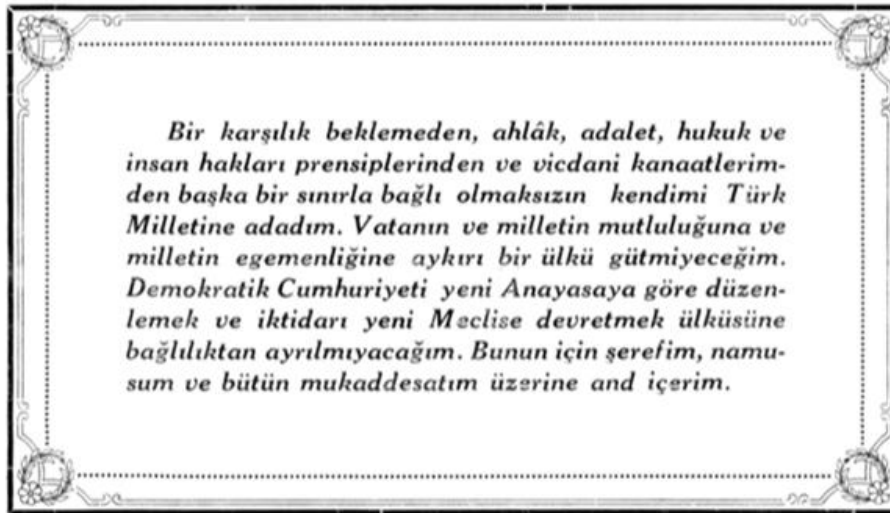 Bir karşılık beklemeden, ahlâk, adalet, hukuk ve
insan hakları prensiplerinden ve vicdani kanaatlerim-
den başka bir sınırla bağlı olmaksızın kendimi Türk
Milletine adadım. Vatanın ve milletin mutluluğuna ve
milletin egemenliğine aykırı bir ülkü gütmiyeceğim.
Demokratik Cumhuriyeti yeni Anayasaya göre düzen-
lemek ve iktidarı yeni Meclise devretmek ülküsüne
bağlılıktan ayrılmıyacağım. Bunun için şerefim, namu-
sum ve bütün mukaddesatım üzerine and içerim.